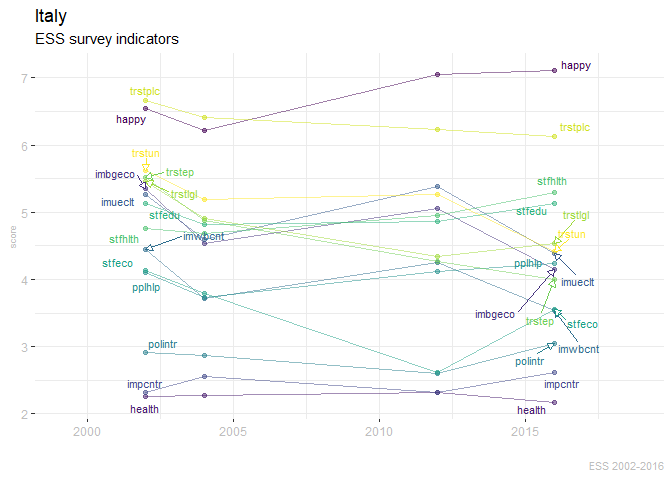 Italy
ESS survey indicators
score
7
6
5
4
3
2
2000
2005
2010
2015
trstplc
happy
trstun
trstep
imbgeco
trstlgl
imueclt
stfedu
imwbcnt
stfhlth
stfeco
pplhlp
polintr
impcntr
health
happy
trstplc
stfhlth
stfedu
trstlgl
trstun
pplhlp
imueclt
imbgeco
trstep
stfeco
imwbcnt
polintr
impcntr
health
ESS 2002-2016